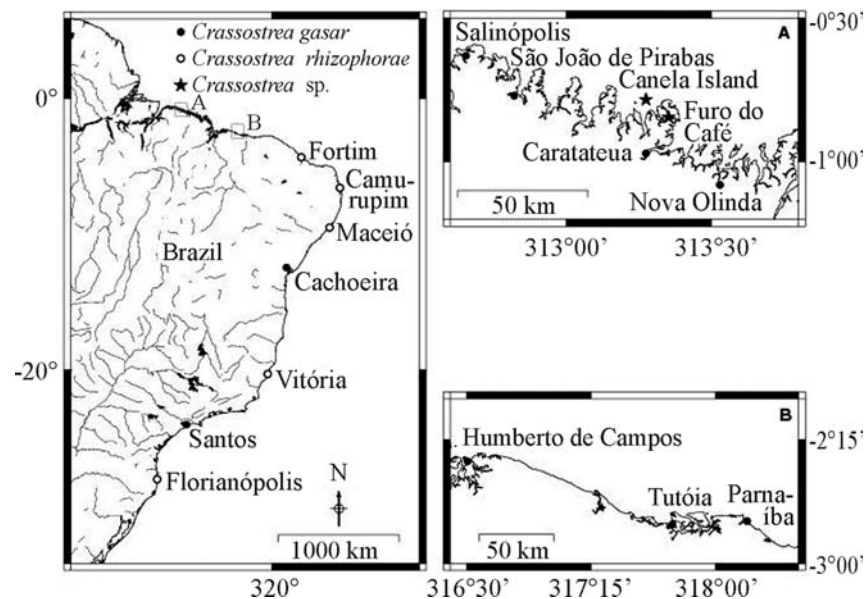 Crassostrea gasar
Crassostrea rhizophorae
Crassostrea sp.
0°
A
B
Fortim
Camu-
rupim
Maceió
Brazil
Cachoeira
-20°
Vitória
Santos
Florianópolis
N
1000 km
320°
A
-0°30'
Salinópolis
São João de Pirabas
Canela Island
Furo do
Café
Caratateua
-1°00'
Nova Olinda
50 km
313°00'
313°30'
B
-2°15'
Humberto de Campos
Tutóia
Parna-
íba
50 km
-3°00'
316°30'
317°15'
318°00'